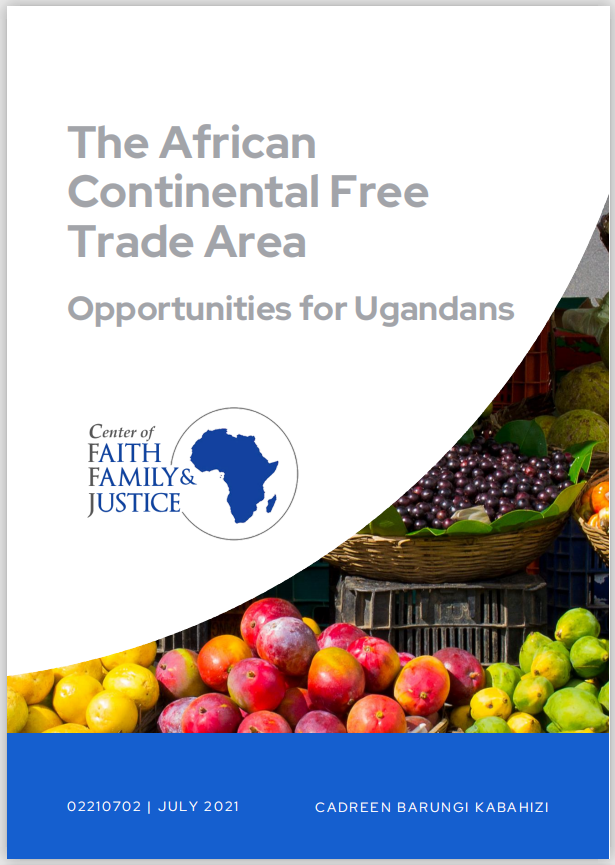 The African
Continental Free
Trade Area
Opportunities for Ugandans
Center of
FAITH
FAMILY&
JUSTICE
02210702 | JULY 2021
CADREEN BARUNGI KABAHIZI